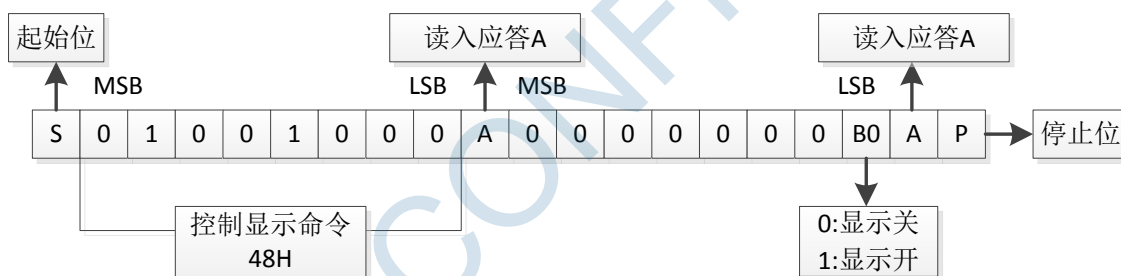 起始位
读入应答A
读入应答A
MSB
LSB
MSB
LSB
S 0 1 0 0 1 0 0 0 A 0 0 0 0 0 0 0 B0 A P
停止位
控制显示命令
48H
0:显示关
1:显示开
CONF